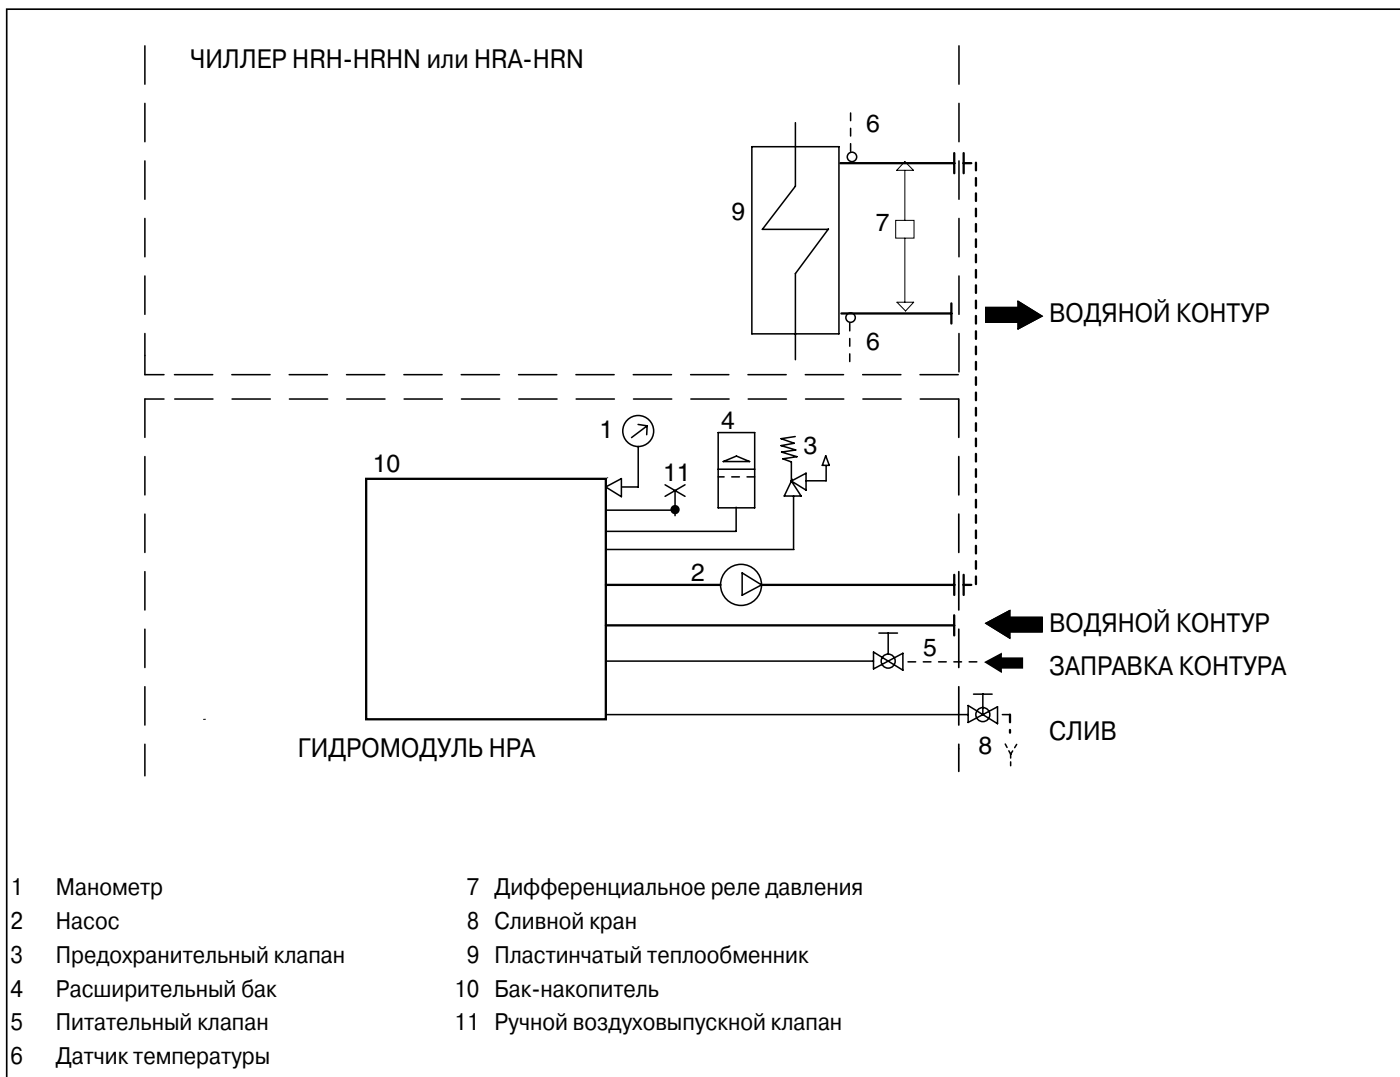 ЧИЛЛЕР HRH-HRHN или HRA-HRN
6
9
7
ВОДЯНОЙ КОНТУР
6
1
4
3
10
11
2
ВОДЯНОЙ КОНТУР
5
ЗАПРАВКА КОНТУРА
СЛИВ
8
ГИДРОМОДУЛЬ HPA
1 Манометр
2 Насос
3 Предохранительный клапан
4 Расширительный бак
5 Питательный клапан
6 Датчик температуры
7 Дифференциальное реле давления
8 Сливной кран
9 Пластинчатый теплообменник
10 Бак-накопитель
11 Ручной воздуховыпускной клапан